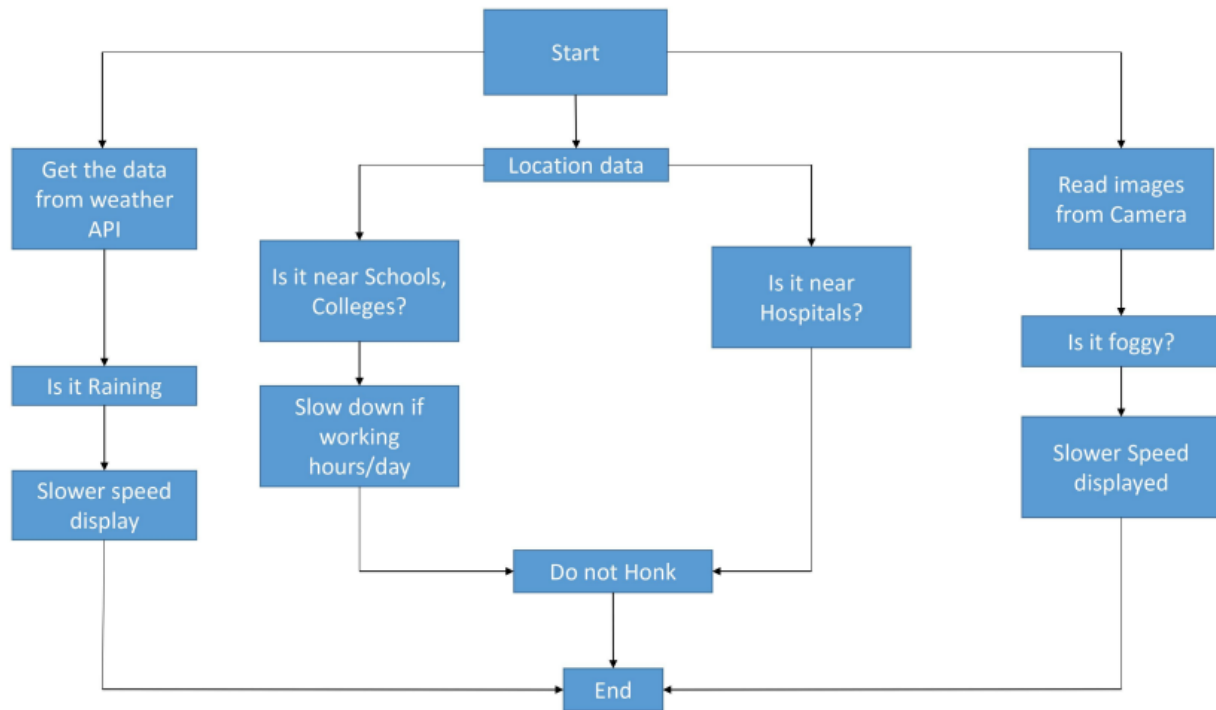 Start
Get the data
from weather
API
Location data
Read images
from Camera
Is it near Schools,
Colleges?
Is it near
Hospitals?
Is it Raining
Is it foggy?
Slow down if
working
hours/day
Slower speed
display
Slower Speed
displayed
Do not Honk
End